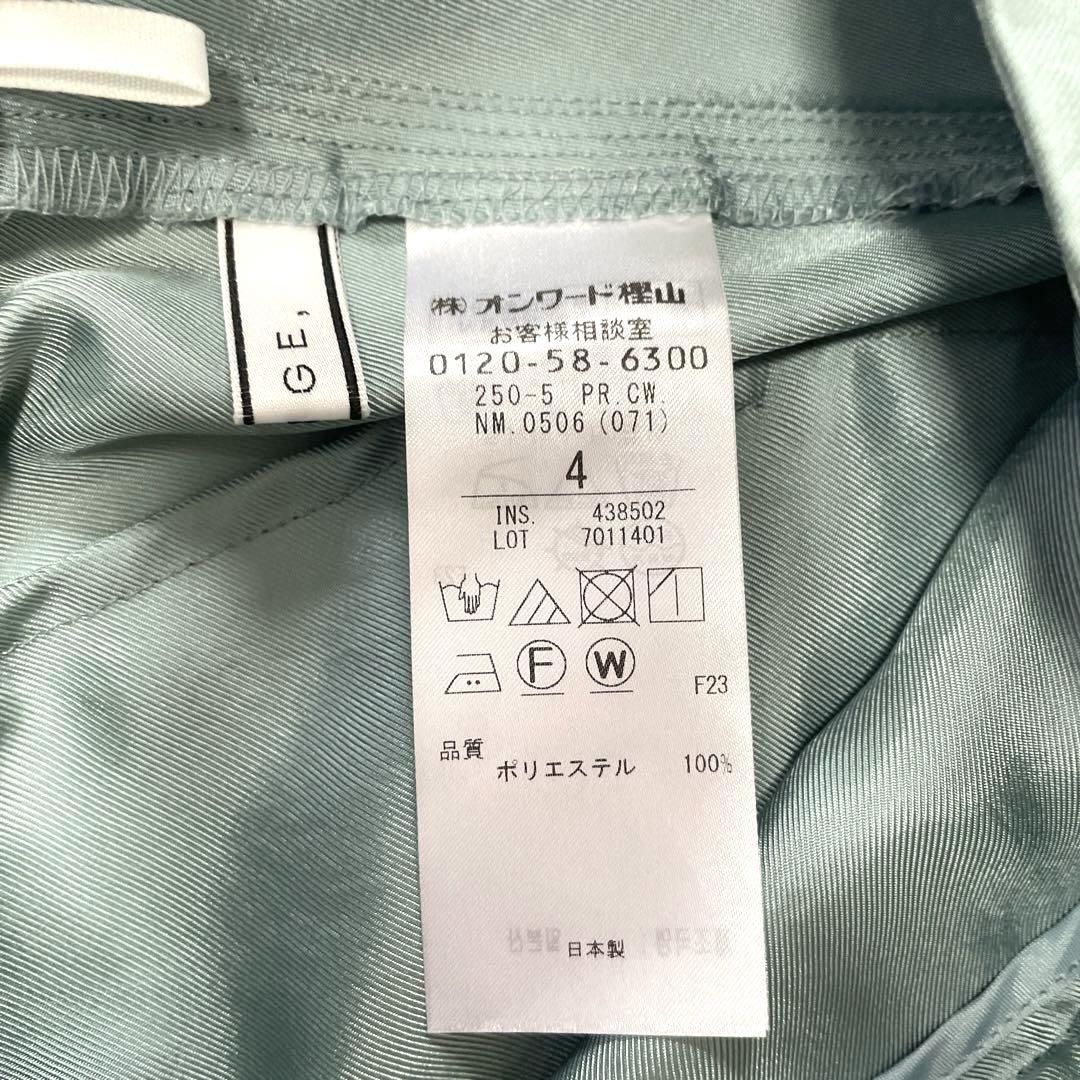 GE,
㈱オンワード樫山
お客様相談室
0120-58-6300
250-5 PR.CW.
NM.0506 (071)
4
INS. 438502
LOT 7011401
F W
F23
品質
ポリエステル 100%
日本製